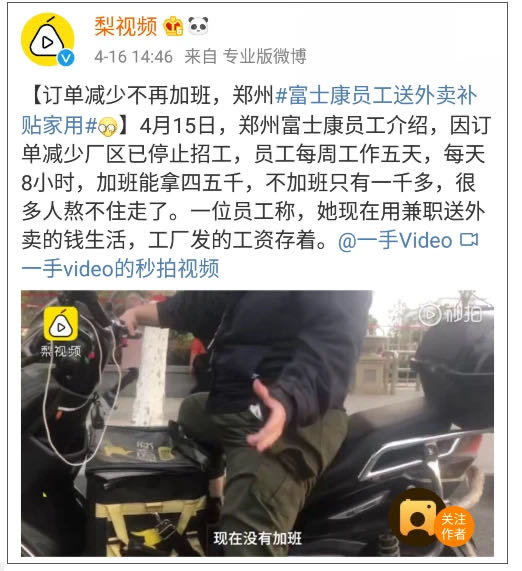 梨视频
4-16 14:46 来自 专业版微博
【订单减少不再加班，郑州#富士康员工送外卖补
贴家用#】4月15日，郑州富士康员工介绍，因订
单减少厂区已停止招工，员工每周工作五天，每天
8小时，加班能拿四五千，不加班只有一千多，很
多人熬不住走了。一位员工称，她现在用兼职送外
卖的钱生活，工厂发的工资存着。@一手Video
一手video的秒拍视频
梨视频
秒拍
现在没有加班
关注
作者